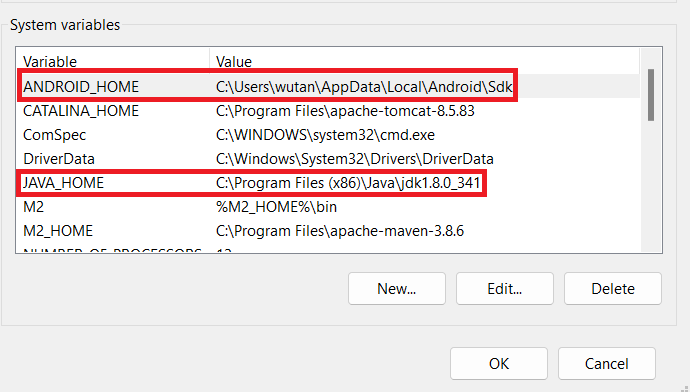 System variables
Variable Value
ANDROID_HOME C:\Users\wutan\AppData\Local\Android\Sdk
CATALINA_HOME C:\Program Files\apache-tomcat-8.5.83
ComSpec C:\WINDOWS\system32\cmd.exe
DriverData C:\Windows\System32\Drivers\DriverData
JAVA_HOME C:\Program Files (x86)\Java\jdk1.8.0_341
M2 %M2_HOME%\bin
M2_HOME C:\Program Files\apache-maven-3.8.6
NUMBER_OF_PROCESSORS 12
New... Edit... Delete
OK Cancel